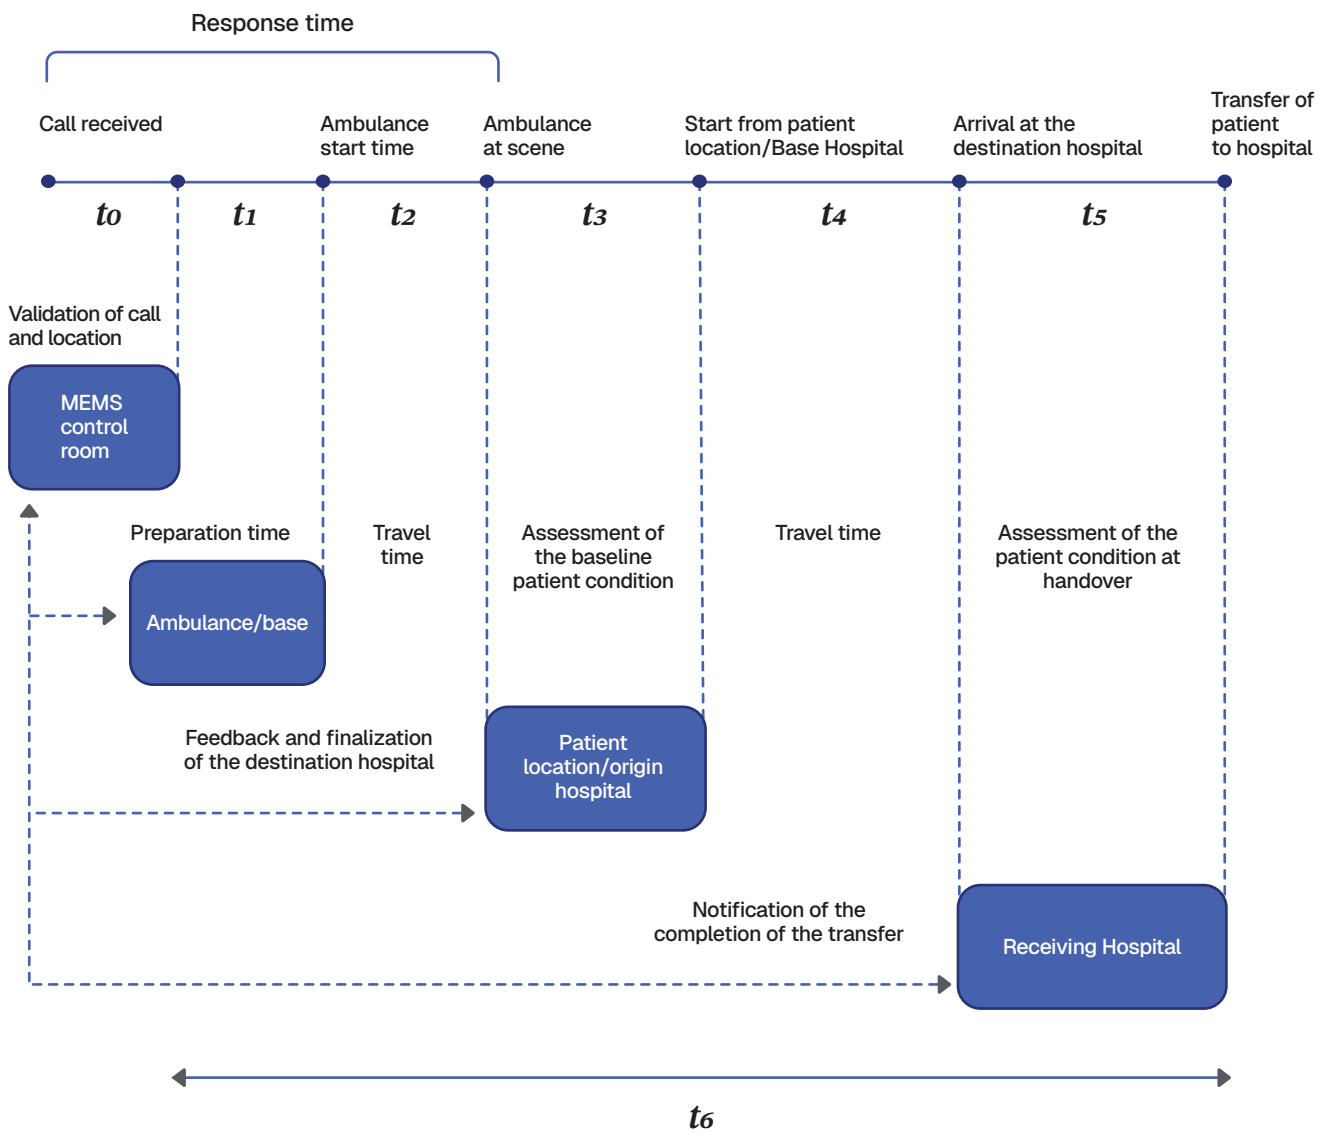 Response time
Call received
Ambulance
start time
Ambulance
at scene
Start from patient
location/Base Hospital
Arrival at the
destination hospital
Transfer of
patient
to hospital
t0
t1
t2
t3
t4
t5
Validation of call
and location
MEMS
control
room
Preparation time
Ambulance/base
Travel
time
Assessment of
the baseline
patient condition
Travel time
Assessment of the
patient condition at
handover
Feedback and finalization
of the destination hospital
Patient
location/origin
hospital
Notification of the
completion of the transfer
Receiving Hospital
t6